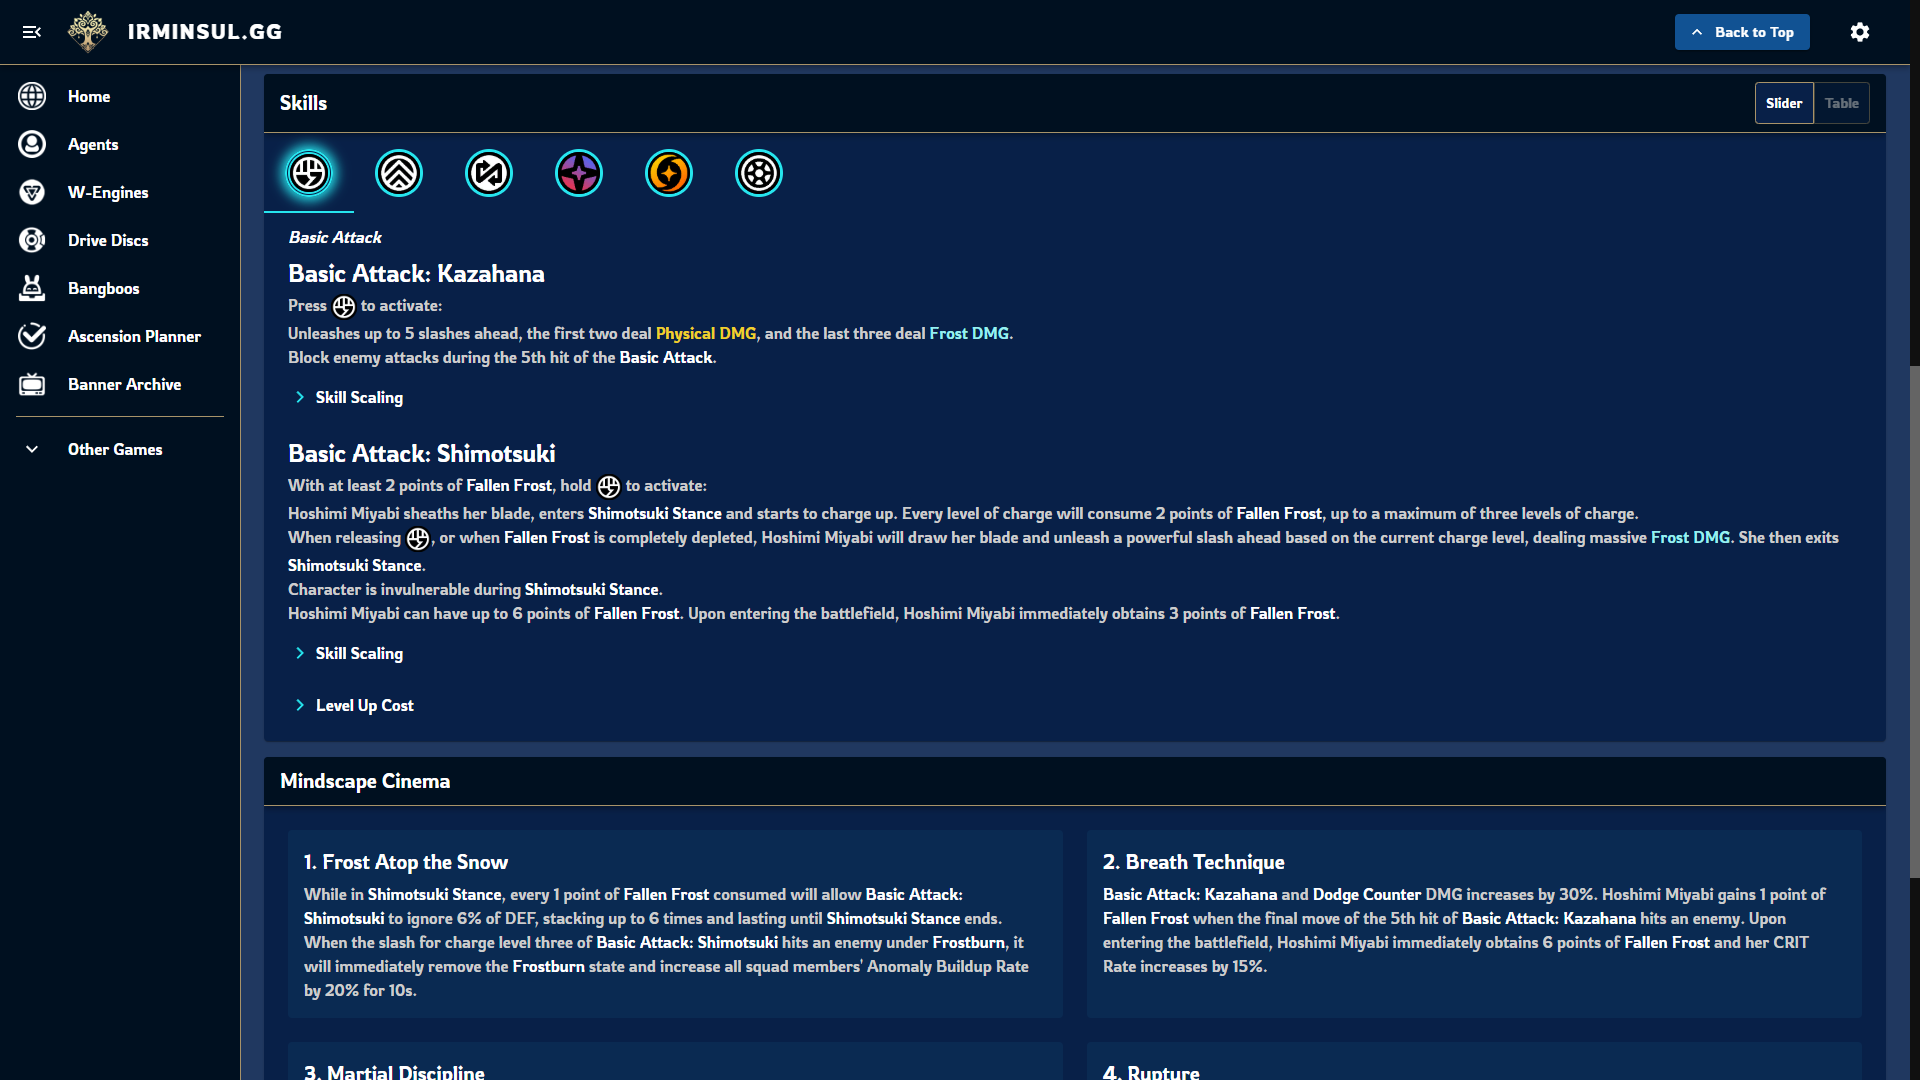 IRMINSUL.GG
Back to Top
Home
Agents
W-Engines
Drive Discs
Bangboos
Ascension Planner
Banner Archive
Other Games
Skills
Slider
Table
Basic Attack
Basic Attack: Kazahana
Press to activate:
Unleashes up to 5 slashes ahead, the first two deal Physical DMG, and the last three deal Frost DMG.
Block enemy attacks during the 5th hit of the Basic Attack.
Skill Scaling
Basic Attack: Shimotsuki
With at least 2 points of Fallen Frost, hold to activate:
Hoshimi Miyabi sheaths her blade, enters Shimotsuki Stance and starts to charge up. Every level of charge will consume 2 points of Fallen Frost, up to a maximum of three levels of charge.
When releasing , or when Fallen Frost is completely depleted, Hoshimi Miyabi will draw her blade and unleash a powerful slash ahead based on the current charge level, dealing massive Frost DMG. She then exits
Shimotsuki Stance.
Character is invulnerable during Shimotsuki Stance.
Hoshimi Miyabi can have up to 6 points of Fallen Frost. Upon entering the battlefield, Hoshimi Miyabi immediately obtains 3 points of Fallen Frost.
Skill Scaling
Level Up Cost
Mindscape Cinema
1. Frost Atop the Snow
While in Shimotsuki Stance, every 1 point of Fallen Frost consumed will allow Basic Attack:
Shimotsuki to ignore 6% of DEF, stacking up to 6 times and lasting until Shimotsuki Stance ends.
When the slash for charge level three of Basic Attack: Shimotsuki hits an enemy under Frostburn, it
will immediately remove the Frostburn state and increase all squad members' Anomaly Buildup Rate
by 20% for 10s.
2. Breath Technique
Basic Attack: Kazahana and Dodge Counter DMG increases by 30%. Hoshimi Miyabi gains 1 point of
Fallen Frost when the final move of the 5th hit of Basic Attack: Kazahana hits an enemy. Upon
entering the battlefield, Hoshimi Miyabi immediately obtains 6 points of Fallen Frost and her CRIT
Rate increases by 15%.
3. Martial Discipline
4. Rupture